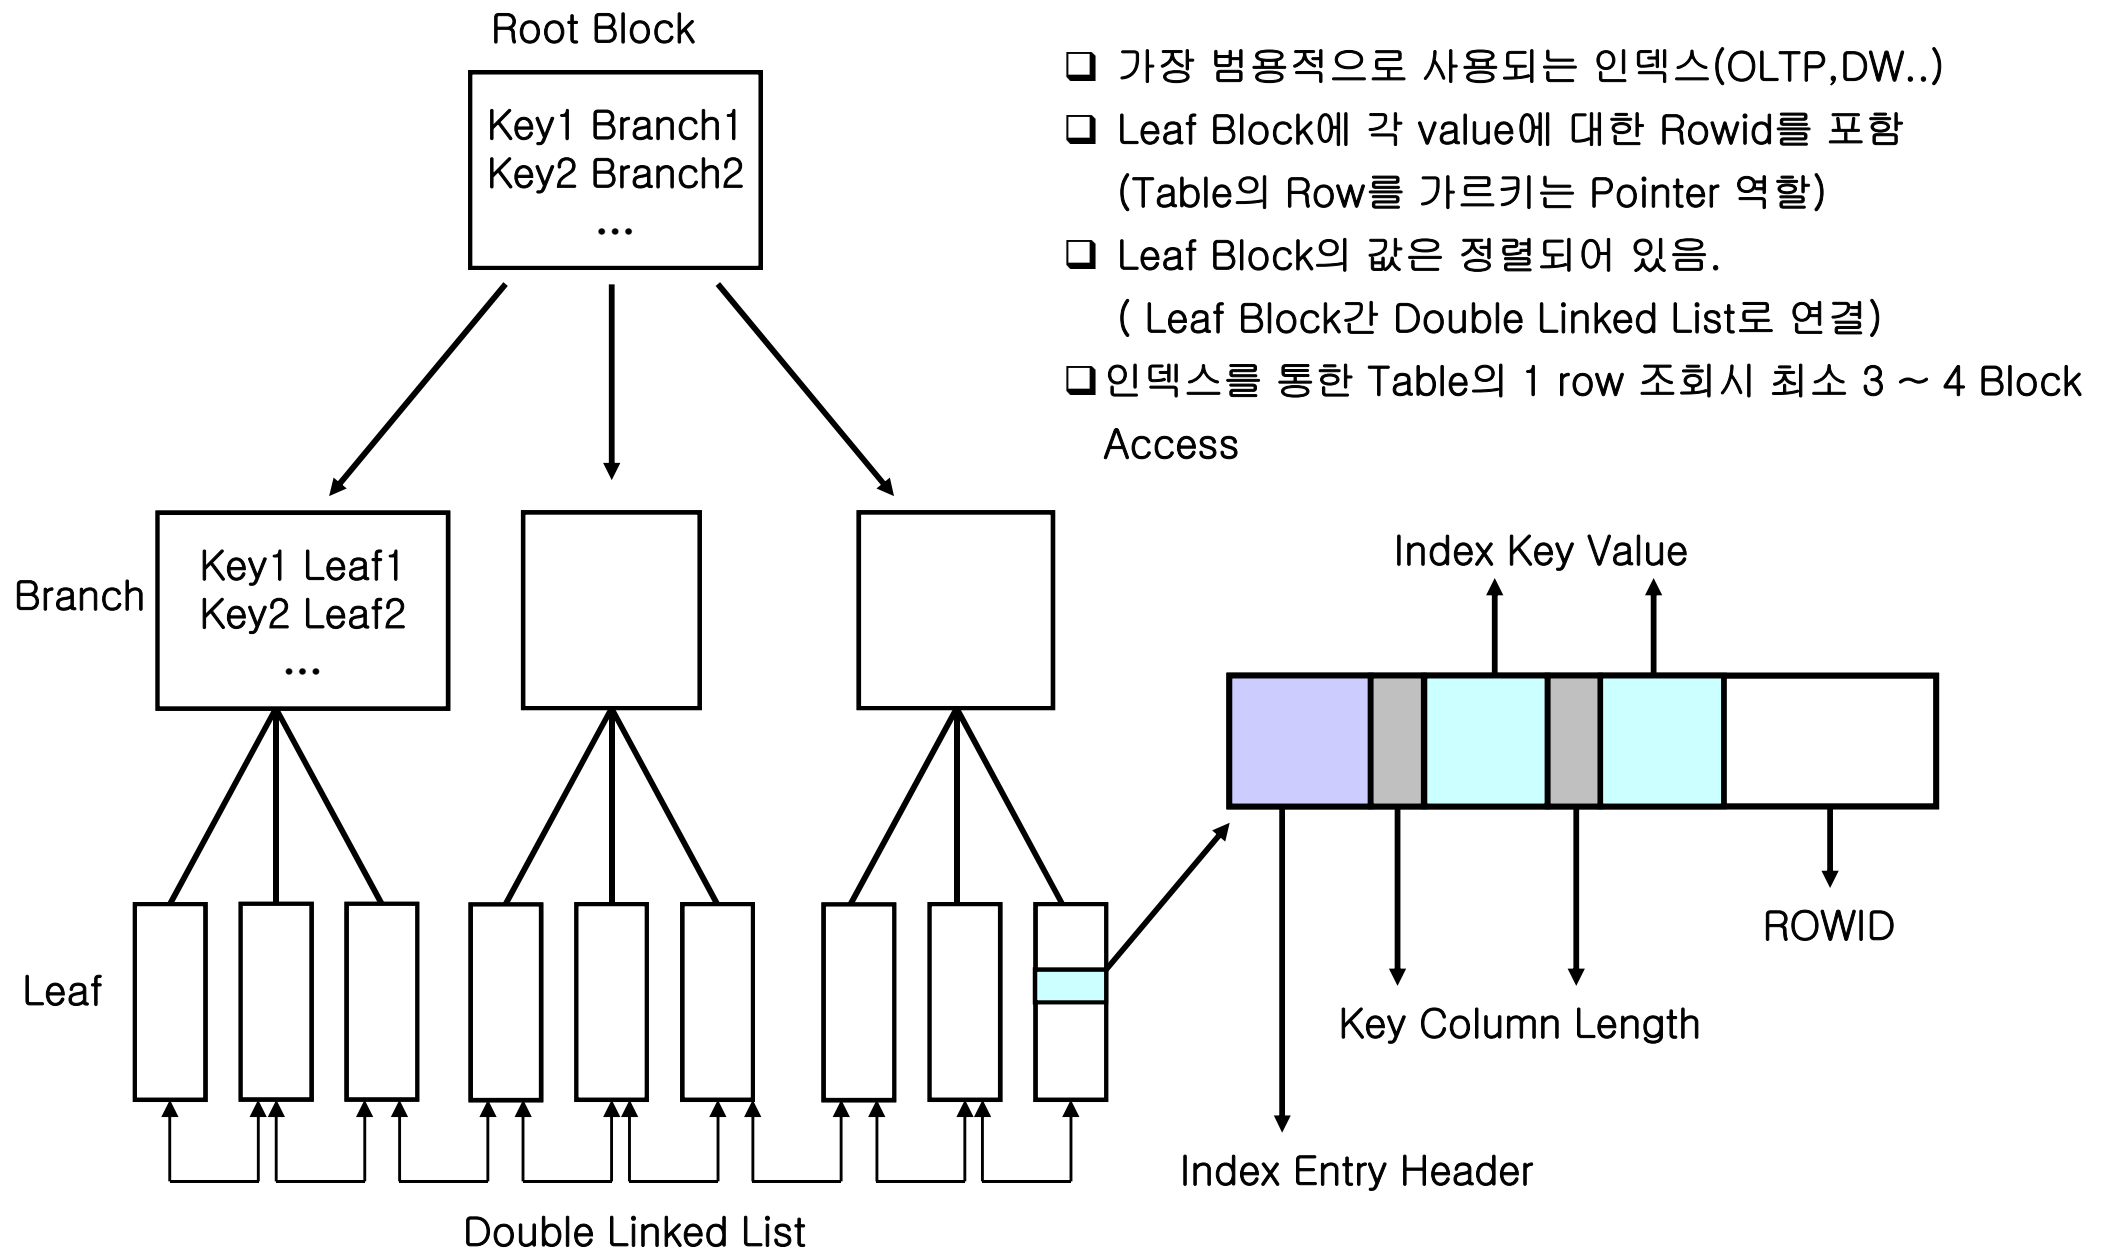 Root Block
Key1 Branch1
Key2 Branch2
...
❑ 가장 범용적으로 사용되는 인덱스(OLTP,DW..)
❑ Leaf Block에 각 value에 대한 Rowid를 포함
(Table의 Row를 가르키는 Pointer 역할)
❑ Leaf Block의 값은 정렬되어 있음.
( Leaf Block간 Double Linked List로 연결)
❑ 인덱스를 통한 Table의 1 row 조회시 최소 3 ~ 4 Block
Access
Branch
Key1 Leaf1
Key2 Leaf2
...
Index Key Value
ROWID
Leaf
Key Column Length
Index Entry Header
Double Linked List